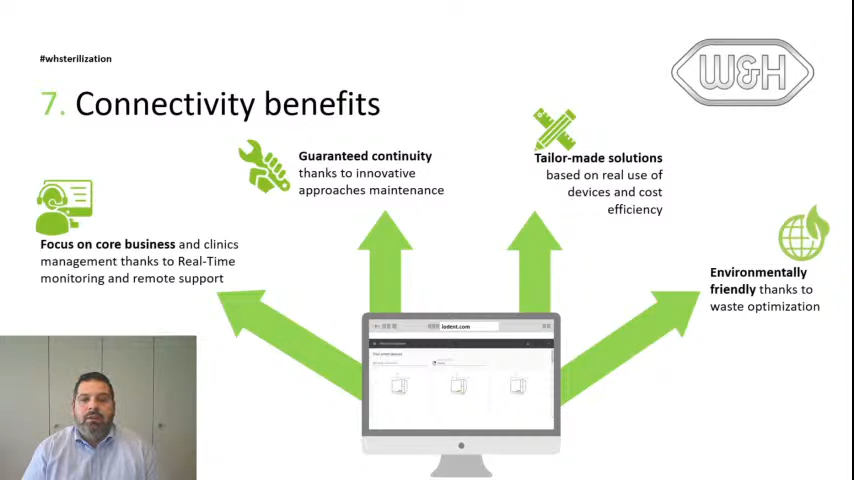 #whsterilization
W&H
7. Connectivity benefits
Guaranteed continuity
thanks to innovative
approaches maintenance
Tailor-made solutions
based on real use of
devices and cost
efficiency
Focus on core business and clinics
management thanks to Real-Time
monitoring and remote support
Environmentally
friendly thanks to
waste optimization
iodent.com